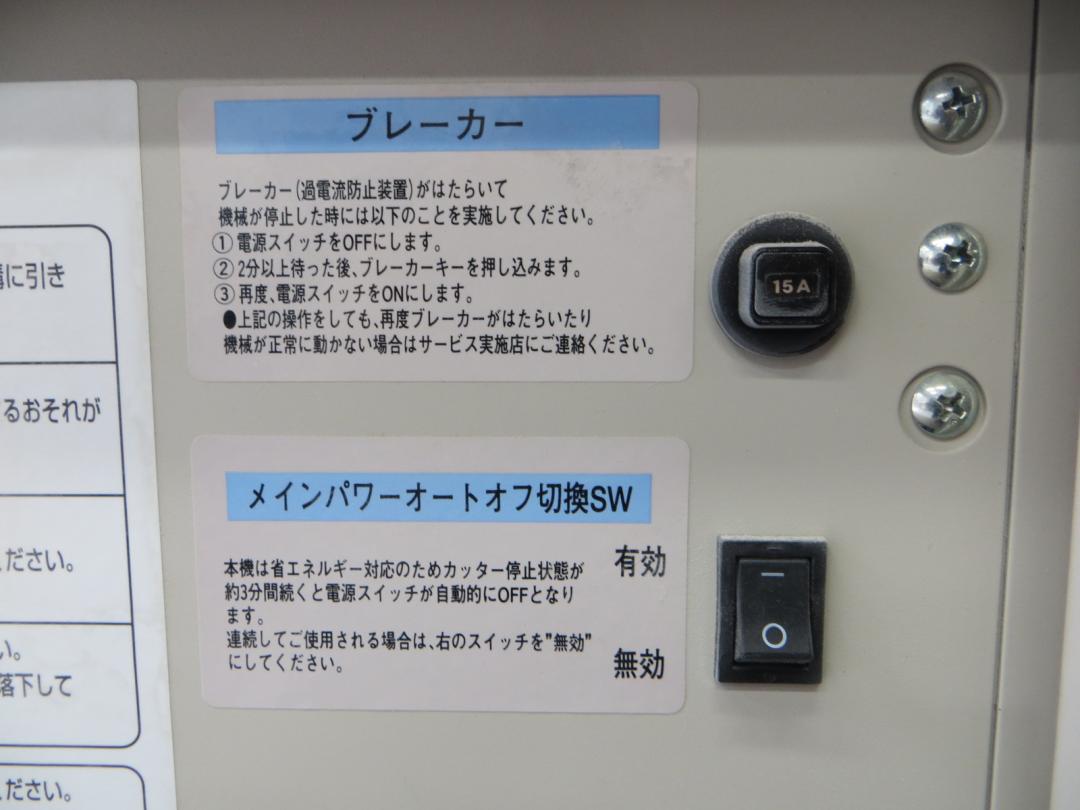 ブレーカー
ブレーカー(過電流防止装置)がはたらいて
機械が停止した時には以下のことを実施してください。
① 電源スイッチをOFFにします。
② 2分以上待った後、ブレーカーキーを押し込みます。
③ 再度、電源スイッチをONにします。
●上記の操作をしても、再度ブレーカーがはたらいたり
機械が正常に動かない場合はサービス実施店にご連絡ください。
15A
メインパワーオートオフ切換SW
本機は省エネルギー対応のためカッター停止状態が
約3分間続くと電源スイッチが自動的にOFFとなり
ます。
連続してご使用される場合は、右のスイッチを"無効"
にしてください。
有効
無効
に引き
るおそれが
ください。
い。
落下して
ください。